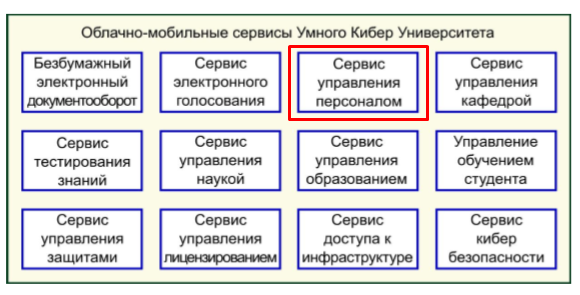 Облачно-мобильные сервисы Умного Кибер Университета
Безбумажный
электронный
документооборот
Сервис
электронного
голосования
Сервис
управления
персоналом
Сервис
управления
кафедрой
Сервис
тестирования
знаний
Сервис
управления
наукой
Сервис
управления
образованием
Управление
обучением
студента
Сервис
управления
защитами
Сервис
управления
лицензированием
Сервис
доступа к
инфраструктуре
Сервис
кибер
безопасности